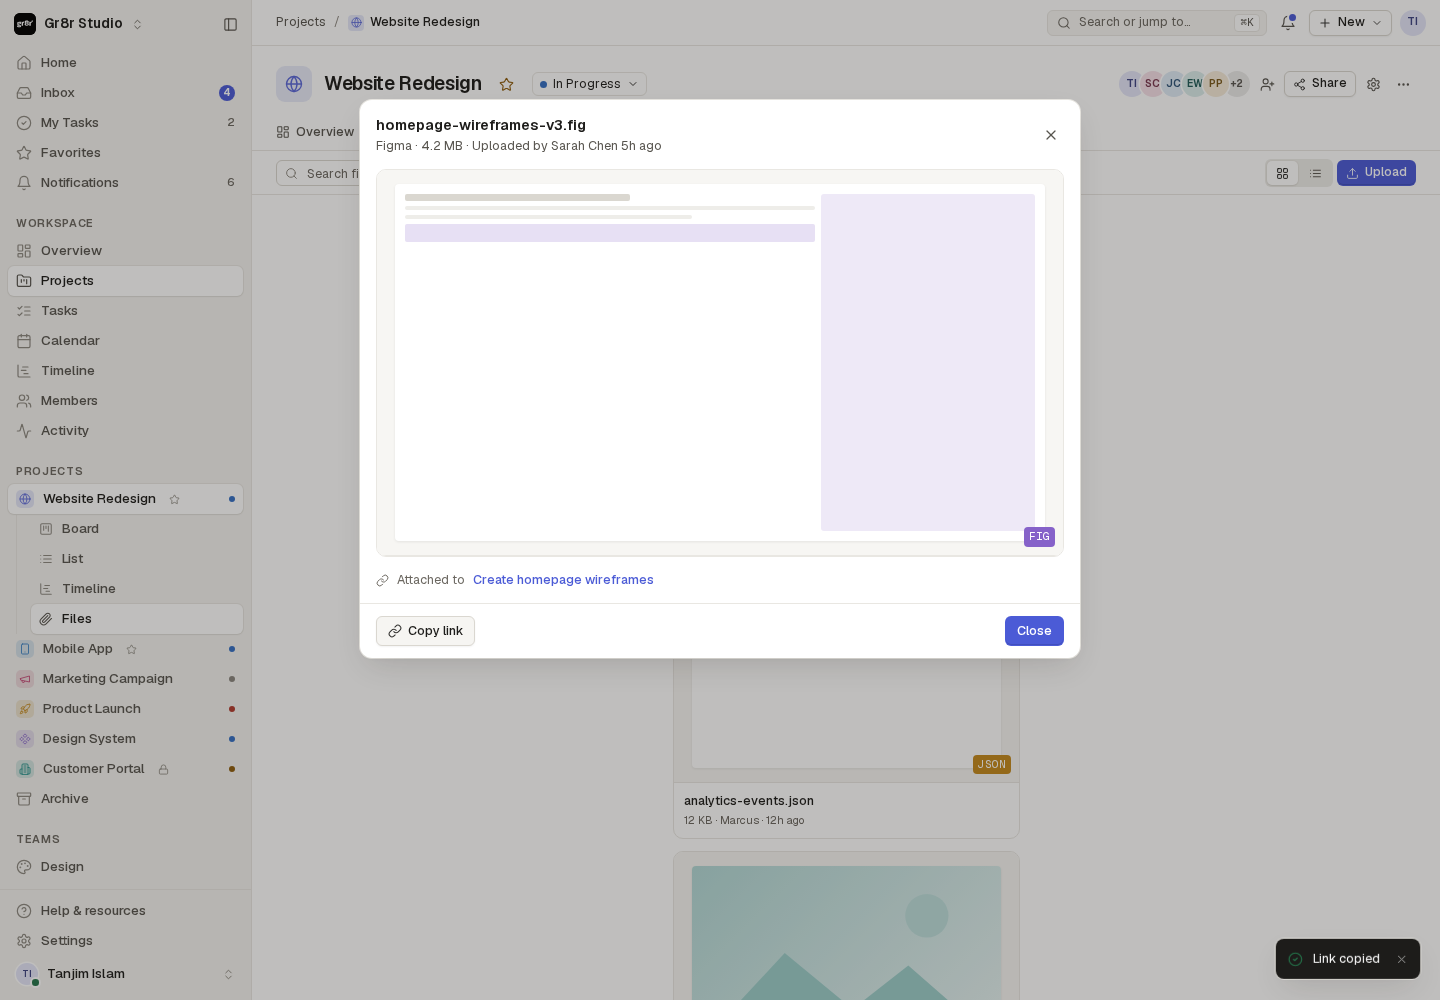 gr8r
Gr8r Studio
Home
Inbox
4
My Tasks
2
Favorites
Notifications
6
WORKSPACE
Overview
Projects
Tasks
Calendar
Timeline
Members
Activity
PROJECTS
Website Redesign
Board
List
Timeline
Files
Mobile App
Marketing Campaign
Product Launch
Design System
Customer Portal
Archive
TEAMS
Design
Help & resources
Settings
TI
Tanjim Islam
Projects / Website Redesign
Search or jump to...
⌘K
New
TI
Website Redesign
In Progress
TI SC JC EW PP +2
Share
Overview
Search fi
Upload
homepage-wireframes-v3.fig
Figma · 4.2 MB · Uploaded by Sarah Chen 5h ago
FIG
Attached to Create homepage wireframes
Copy link
Close
JSON
analytics-events.json
12 KB · Marcus · 12h ago
Link copied